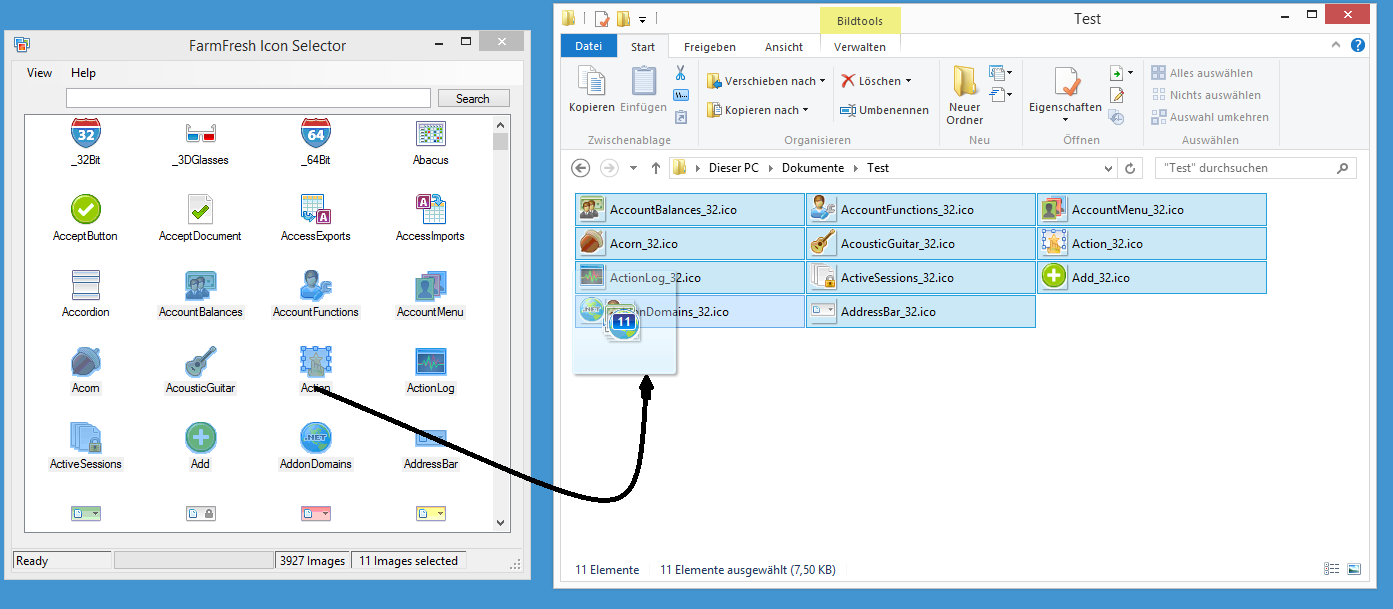 FarmFresh Icon Selector
View Help
Search
32 64
_32Bit _3DGlasses _64Bit Abacus
A A
AcceptButton AcceptDocument AccessExports AccessImports
Accordion AccountBalances AccountFunctions AccountMenu
Acorn AcousticGuitar Action ActionLog
.NET
ActiveSessions Add AddonDomains AddressBar
Ready 3927 Images 11 Images selected
Bildtools Test
Datei Start Freigeben Ansicht Verwalten
Kopieren Einfügen
Verschieben nach Löschen
Kopieren nach Umbenennen
Neuer
Ordner
Eigenschaften
Alles auswählen
Nichts auswählen
Auswahl umkehren
Zwischenablage Organisieren Neu Öffnen Auswählen
Dieser PC Dokumente Test "Test" durchsuchen
AccountBalances_32.ico AccountFunctions_32.ico AccountMenu_32.ico
Acorn_32.ico AcousticGuitar_32.ico Action_32.ico
ActionLog_32.ico ActiveSessions_32.ico Add_32.ico
onDomains_32.ico AddressBar_32.ico
11
11 Elemente 11 Elemente ausgewählt (7,50 KB)